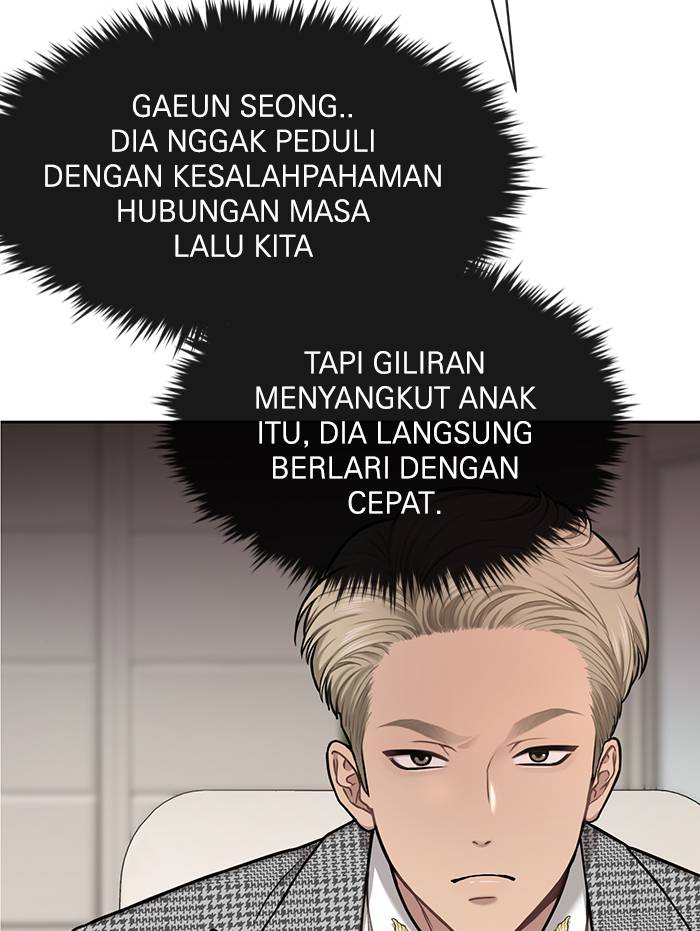 GAEUN SEONG..
DIA NGGAK PEDULI
DENGAN KESALAHPAHAMAN
HUBUNGAN MASA
LALU KITA
TAPI GILIRAN
MENYANGKUT ANAK
ITU, DIA LANGSUNG
BERLARI DENGAN
CEPAT.